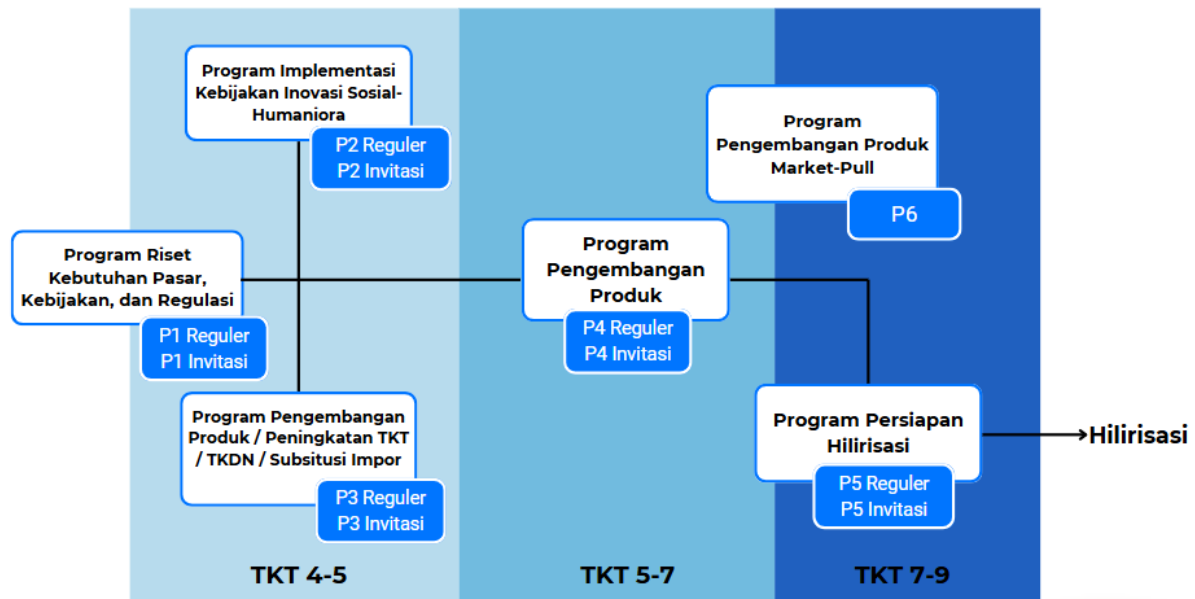 Program Implementasi
Kebijakan Inovasi Sosial-
Humaniora
P2 Reguler
P2 Invitasi
Program Riset
Kebutuhan Pasar,
Kebijakan, dan Regulasi
P1 Reguler
P1 Invitasi
Program Pengembangan
Produk / Peningkatan TKT
/ TKDN / Subsitusi Impor
P3 Reguler
P3 Invitasi
TKT 4-5
Program
Pengembangan
Produk
P4 Reguler
P4 Invitasi
TKT 5-7
Program
Pengembangan Produk
Market-Pull
P6
Program Persiapan
Hilirisasi
P5 Reguler
P5 Invitasi
TKT 7-9
Hilirisasi